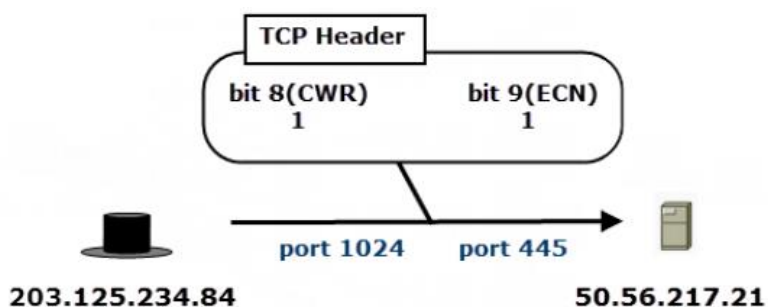 TCP Header
bit 8(CWR) bit 9(ECN)
1 1
port 1024 port 445
203.125.234.84 50.56.217.21